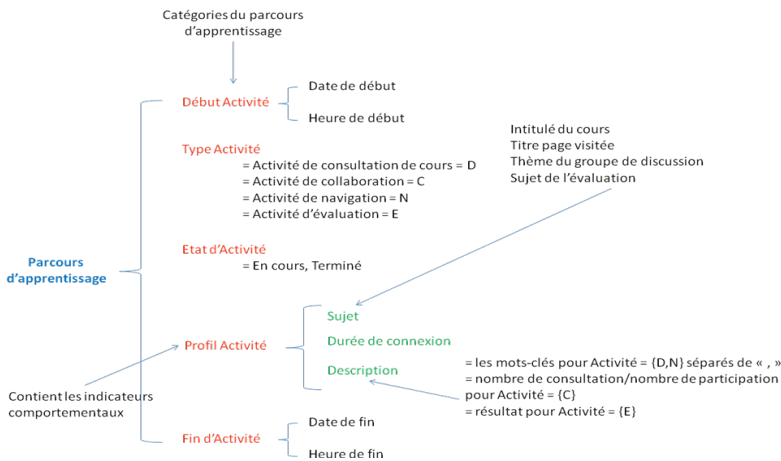 Catégories du parcours
d'apprentissage
Date de début
Début Activité
Heure de début
Intitulé du cours
Titre page visitée
Thème du groupe de discussion
Sujet de l'évaluation
Type Activité
= Activité de consultation de cours = D
= Activité de collaboration = C
= Activité de navigation = N
= Activité d'évaluation = E
Etat d'Activité
= En cours, Terminé
Parcours
d'apprentissage
Sujet
Profil Activité
Durée de connexion
Description
= les mots-clés pour Activité = {D,N} séparés de « , »
= nombre de consultation/nombre de participation
pour Activité = {C}
= résultat pour Activité = {E}
Contient les indicateurs
comportementaux
Date de fin
Fin d'Activité
Heure de fin